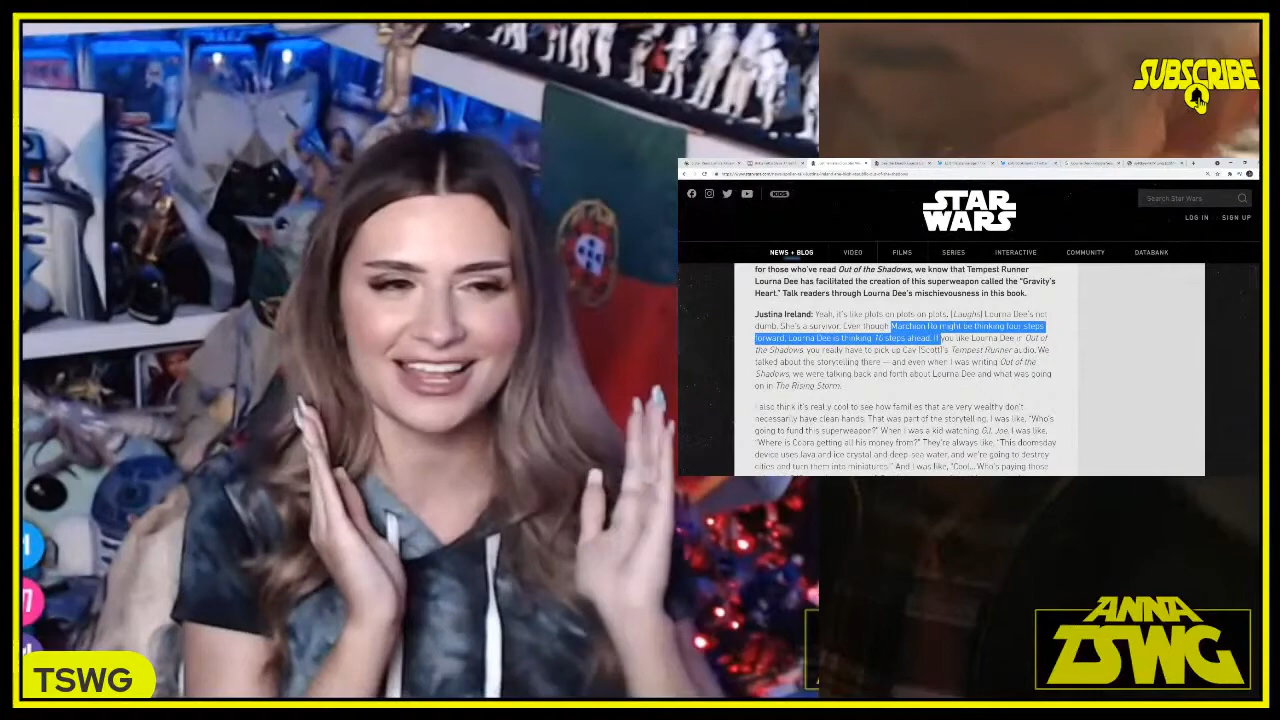 SUBSCRIBE
STAR
WARS
KIDS
Search Star Wars
LOG IN SIGN UP
NEWS + BLOG VIDEO FILMS SERIES INTERACTIVE COMMUNITY DATABANK
for those who've read Out of the Shadows, we know that Tempest Runner
Lourna Dee has facilitated the creation of this superweapon called the "Gravity's
Heart." Talk readers through Lourna Dee's mischievousness in this book.
Justina Ireland: Yeah, it's like plots on plots on plots. [Laughs] Lourna Dee's not
dumb. She's a survivor. Even though Marchion Ro might be thinking four steps
forward, Lourna Dee is thinking 16 steps ahead. If you like Lourna Dee in Out of
the Shadows, you really have to pick up Cav [Scott]'s Tempest Runner audio. We
talked about the storytelling there — and even when I was writing Out of the
Shadows, we were talking back and forth about Lourna Dee and what was going
on in The Rising Storm.
I also think it's really cool to see how families that are very wealthy don't
necessarily have clean hands. That was part of the storytelling. I was like, "Who's
going to fund this superweapon?" When I was a kid watching G.I. Joe, I was like,
"Where is Cobra getting all his money from?" They're always like, "This doomsday
device uses lava and ice crystal and deep-sea water, and we're going to destroy
cities and turn them into miniatures." And I was like, "Cool... Who's paying those
ANNA
TSWG
TSWG